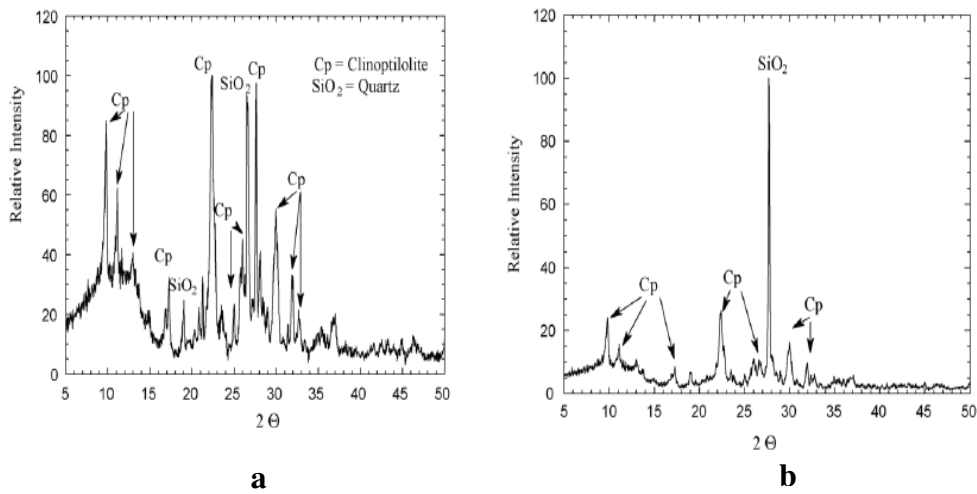 120
100
80
60
40
20
0
Relative Intensity
5 10 15 20 25 30 35 40 45 50
2 Θ
Cp
Cp
SiO2
Cp
SiO2
Cp
Cp
Cp
Cp = Clinoptilolite
SiO2 = Quartz
a
120
100
80
60
40
20
0
Relative Intensity
5 10 15 20 25 30 35 40 45 50
2 Θ
SiO2
Cp
Cp
Cp
b